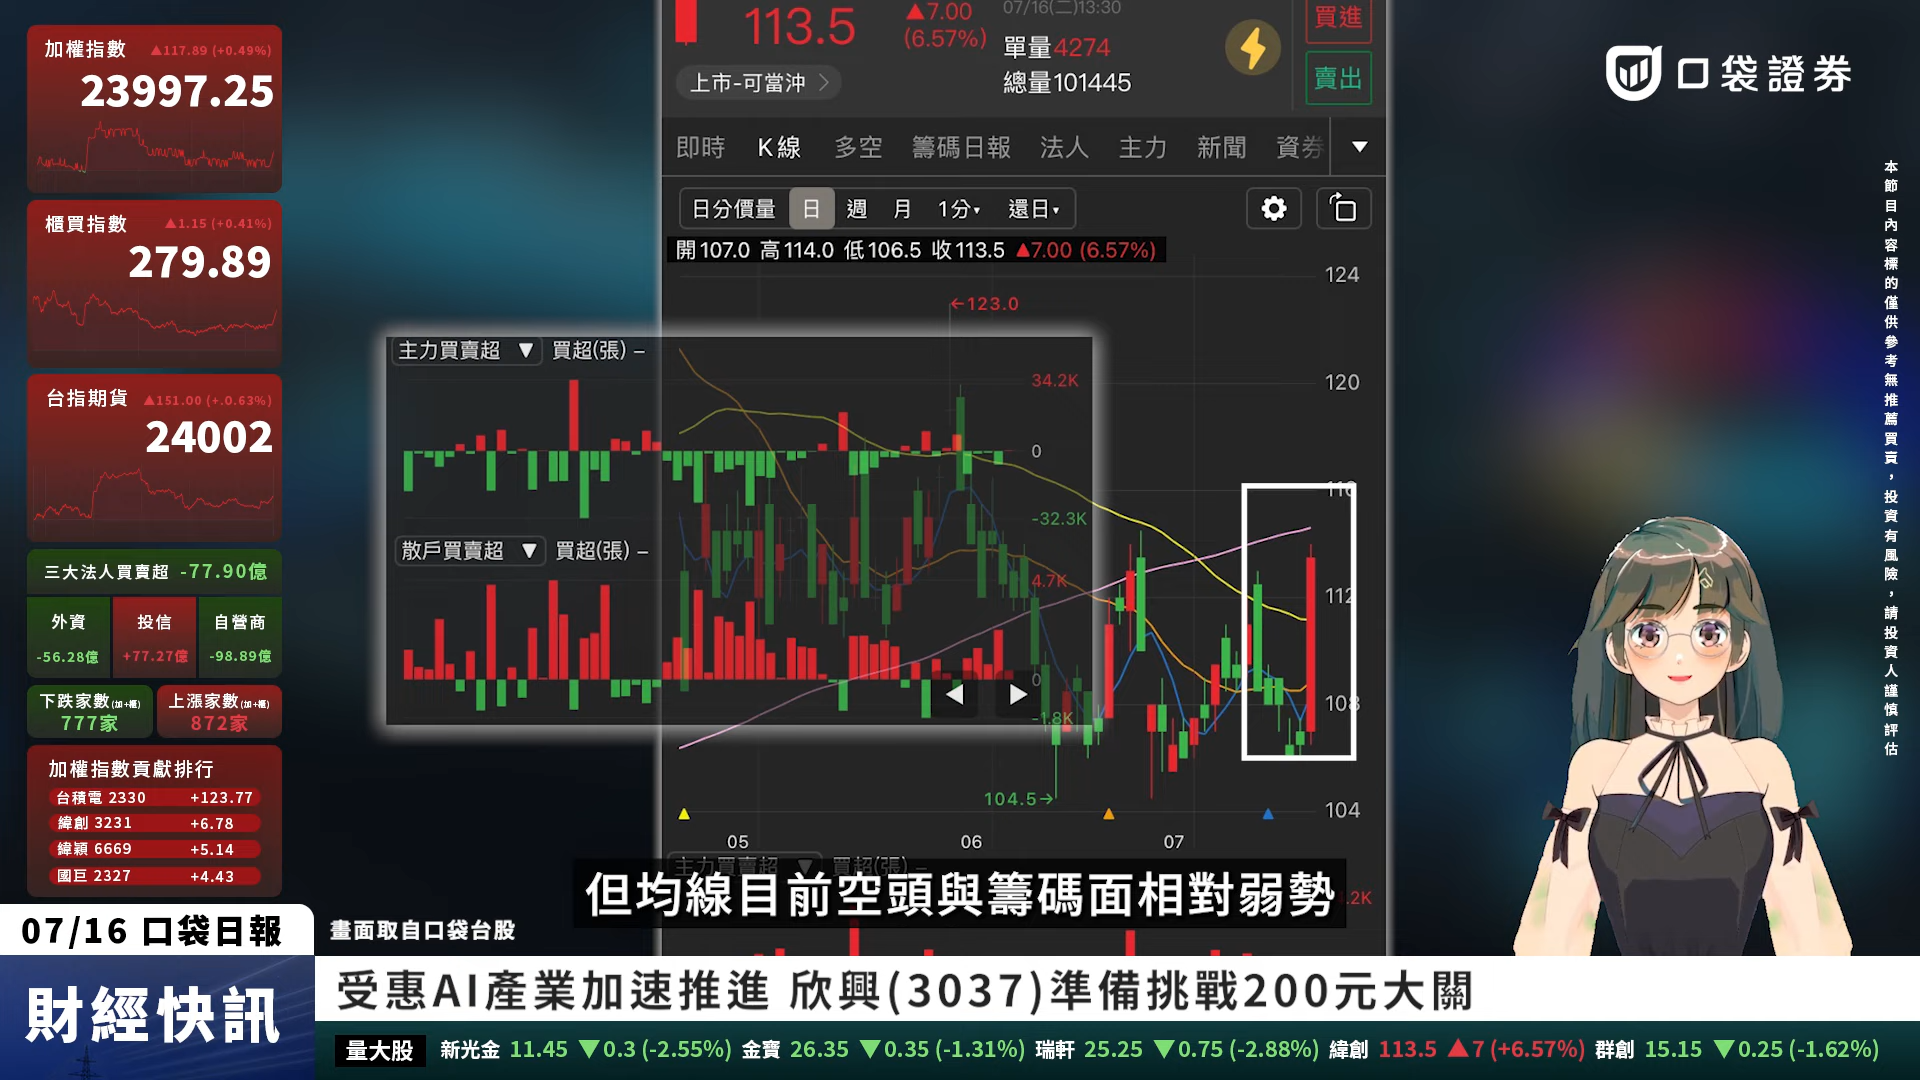 加權指數 ▲117.89 (+0.49%)
23997.25
櫃買指數 ▲1.15 (+0.41%)
279.89
台指期貨 ▲151.00 (+.0.63%)
24002
三大法人買賣超 -77.90億
外資 投信 自營商
-56.28億 +77.27億 -98.89億
下跌家數(加+櫃) 上漲家數(加+櫃)
777家 872家
加權指數貢獻排行
台積電 2330 +123.77
緯創 3231 +6.78
緯穎 6669 +5.14
國巨 2327 +4.43
07/16 口袋日報
財經快訊
113.5 ▲7.00 07/16(二)13:30
(6.57%)
單量4274
總量101445
上市-可當沖
買進
賣出
即時 K線 多空 籌碼日報 法人 主力 新聞 資券 ▼
日分價量 日 週 月 1分▾ 還日▾
開107.0 高114.0 低106.5 收113.5 ▲7.00 (6.57%)
124
←123.0
120
主力買賣超 ▼ 買超(張) –
34.2K
0
-32.3K
散戶買賣超 ▼ 買超(張) –
4.7K
0
-1.8K
112
108
104.5→
104
05 06 07
主力買賣超 ▼ 買超(張) –
但均線目前空頭與籌碼面相對弱勢
畫面取自口袋台股
口袋證券
本節目內容標的僅供參考無推薦買賣，投資有風險，請投資人謹慎評估
受惠AI產業加速推進 欣興(3037)準備挑戰200元大關
量大股 新光金 11.45 ▼0.3 (-2.55%) 金寶 26.35 ▼0.35 (-1.31%) 瑞軒 25.25 ▼0.75 (-2.88%) 緯創 113.5 ▲7 (+6.57%) 群創 15.15 ▼0.25 (-1.62%)